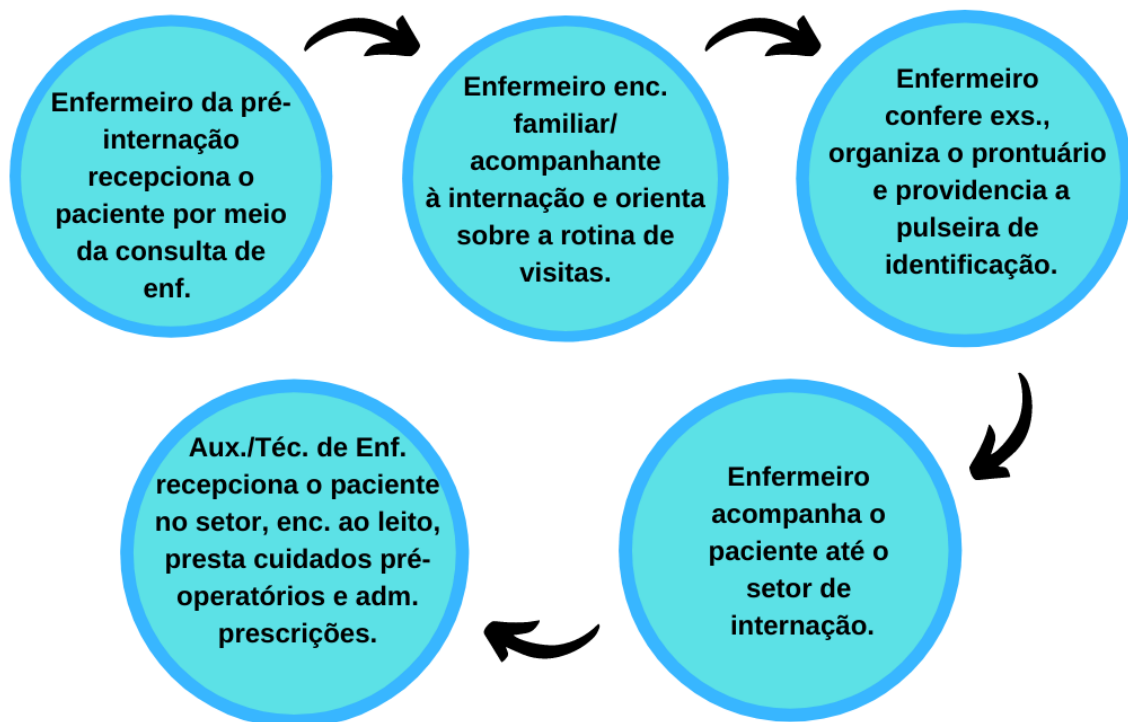 Enfermeiro da pré-
internação
recepciona o
paciente por meio
da consulta de
enf.
Enfermeiro enc.
familiar/
acompanhante
à internação e orienta
sobre a rotina de
visitas.
Enfermeiro
confere exs.,
organiza o prontuário
e providencia a
pulseira de
identificação.
Enfermeiro
acompanha o
paciente até o
setor de
internação.
Aux./Téc. de Enf.
recepciona o paciente
no setor, enc. ao leito,
presta cuidados pré-
operatórios e adm.
prescrições.